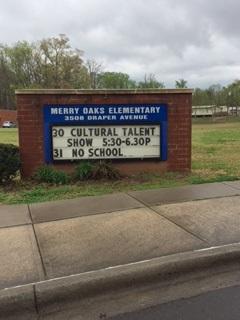 MERRY OAKS ELEMENTARY
3508 DRAPER AVENUE
30 CULTURAL TALENT
SHOW 5:30-6.30P
31 NO SCHOOL